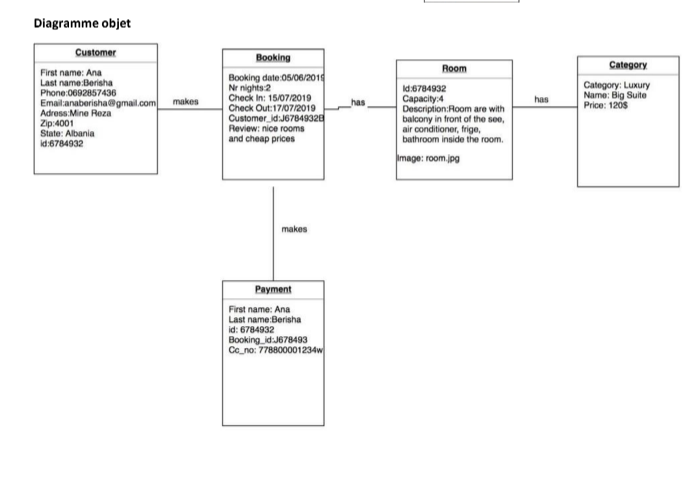 Diagramme objet
Customer
First name: Ana
Last name:Berisha
Phone:0692857436
Email:anaberisha@gmail.com
Adress:Mine Reza
Zip:4001
State: Albania
id:6784932
makes
Booking
Booking date:05/06/2019
Nr nights:2
Check In: 15/07/2019
Check Out:17/07/2019
Customer_id:J6784932B
Review: nice rooms
and cheap prices
has
Room
Id:6784932
Capacity:4
Description:Room are with
balcony in front of the see,
air conditioner, frige,
bathroom inside the room.
Image: room.jpg
has
Category
Category: Luxury
Name: Big Suite
Price: 120$
makes
Payment
First name: Ana
Last name:Berisha
id: 6784932
Booking_id:J678493
Cc_no: 778800001234w